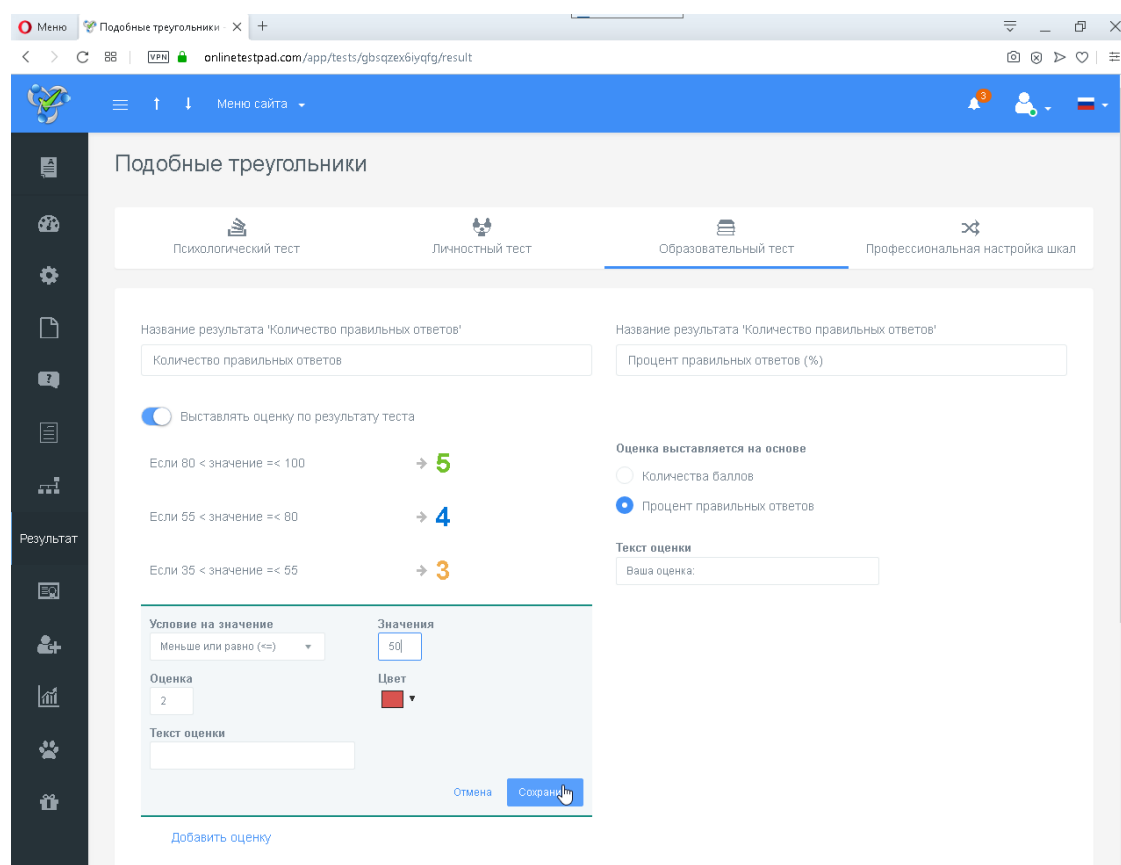 Меню
Подобные треугольники -
VPN
onlinetestpad.com/app/tests/gbsqzex6iyqfg/result
Меню сайта
3
Подобные треугольники
Психологический тест
Личностный тест
Образовательный тест
Профессиональная настройка шкал
Название результата 'Количество правильных ответов'
Название результата 'Количество правильных ответов'
Количество правильных ответов
Процент правильных ответов (%)
Выставлять оценку по результату теста
Оценка выставляется на основе
Если 80 < значение =< 100
5
Количества баллов
Процент правильных ответов
Если 55 < значение =< 80
4
Результат
Текст оценки
Ваша оценка:
Если 35 < значение =< 55
3
Условие на значение
Значения
Меньше или равно (<=)
50
Оценка
Цвет
2
Текст оценки
Отмена
Сохрани
Добавить оценку